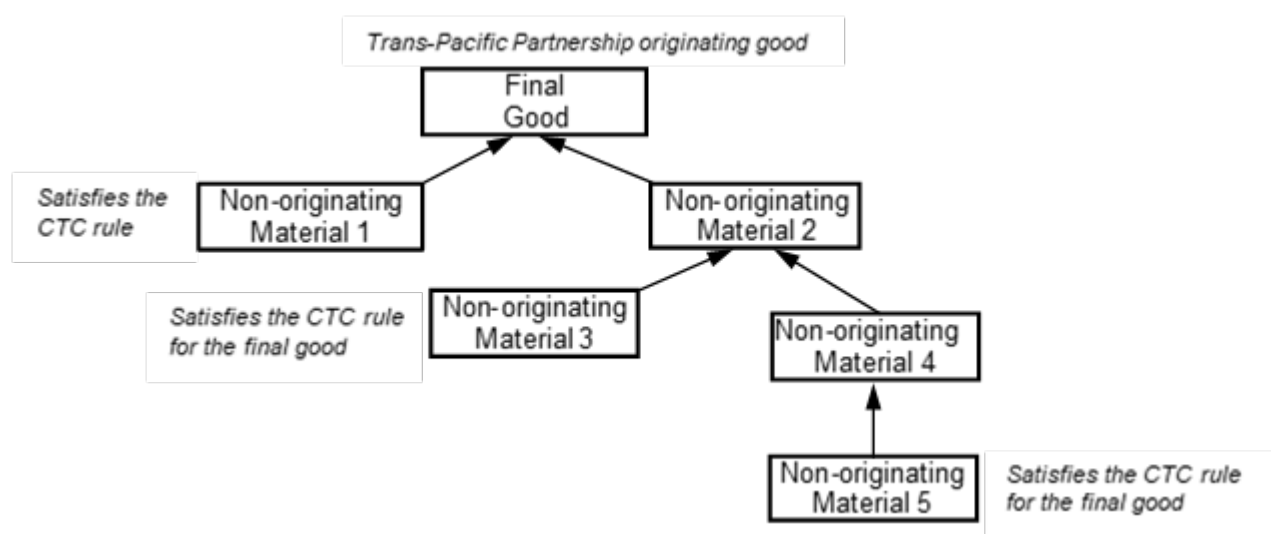 Trans-Pacific Partnership originating good
Final
Good
Satisfies the
CTC rule
Non-originating
Material 1
Non-originating
Material 2
Satisfies the CTC rule
for the final good
Non-originating
Material 3
Non-originating
Material 4
Non-originating
Material 5
Satisfies the CTC rule
for the final good